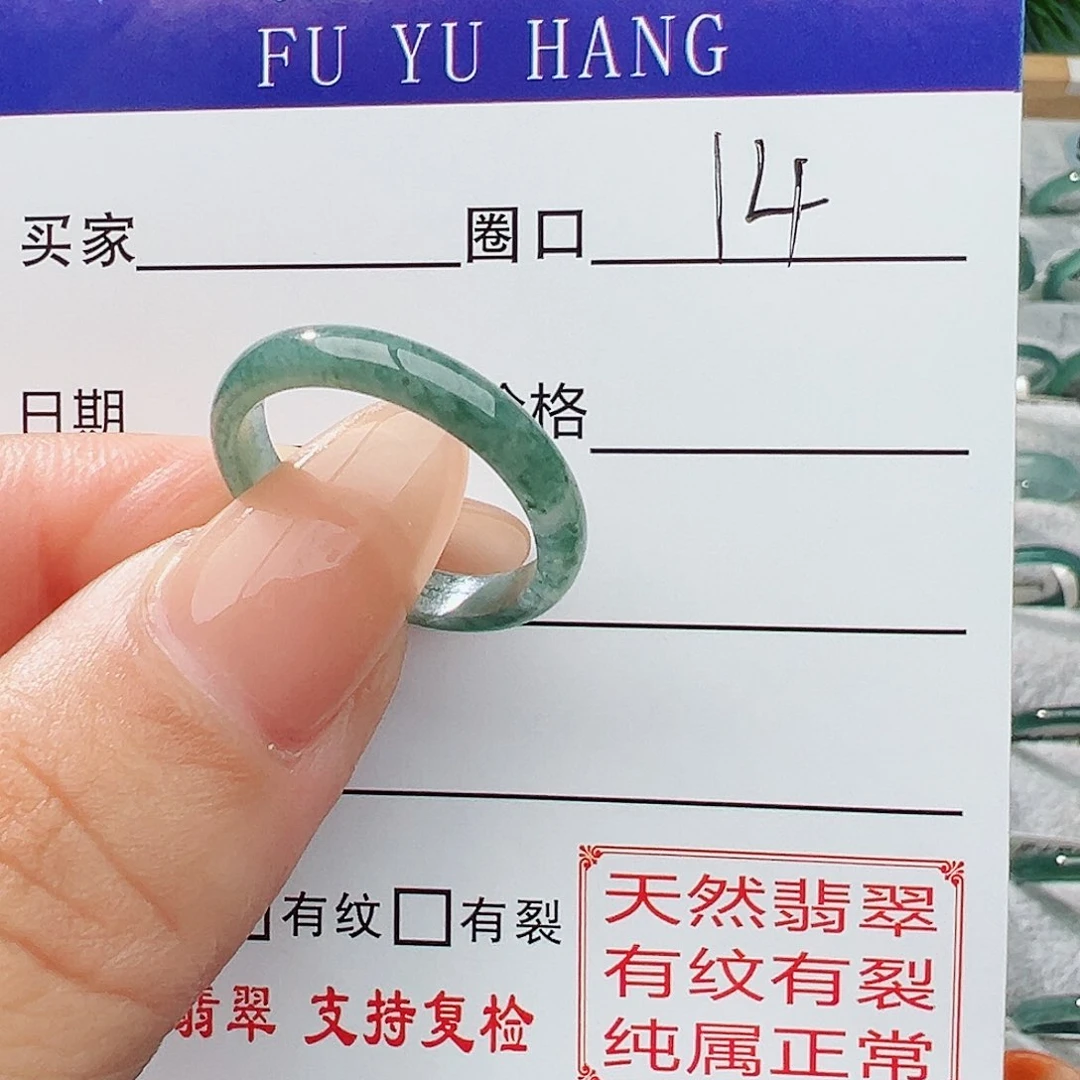 FU YU HANG
买家 圈口 14
日期 格
有纹 有裂
翡翠 支持复检
天然翡翠
有纹有裂
纯属正常